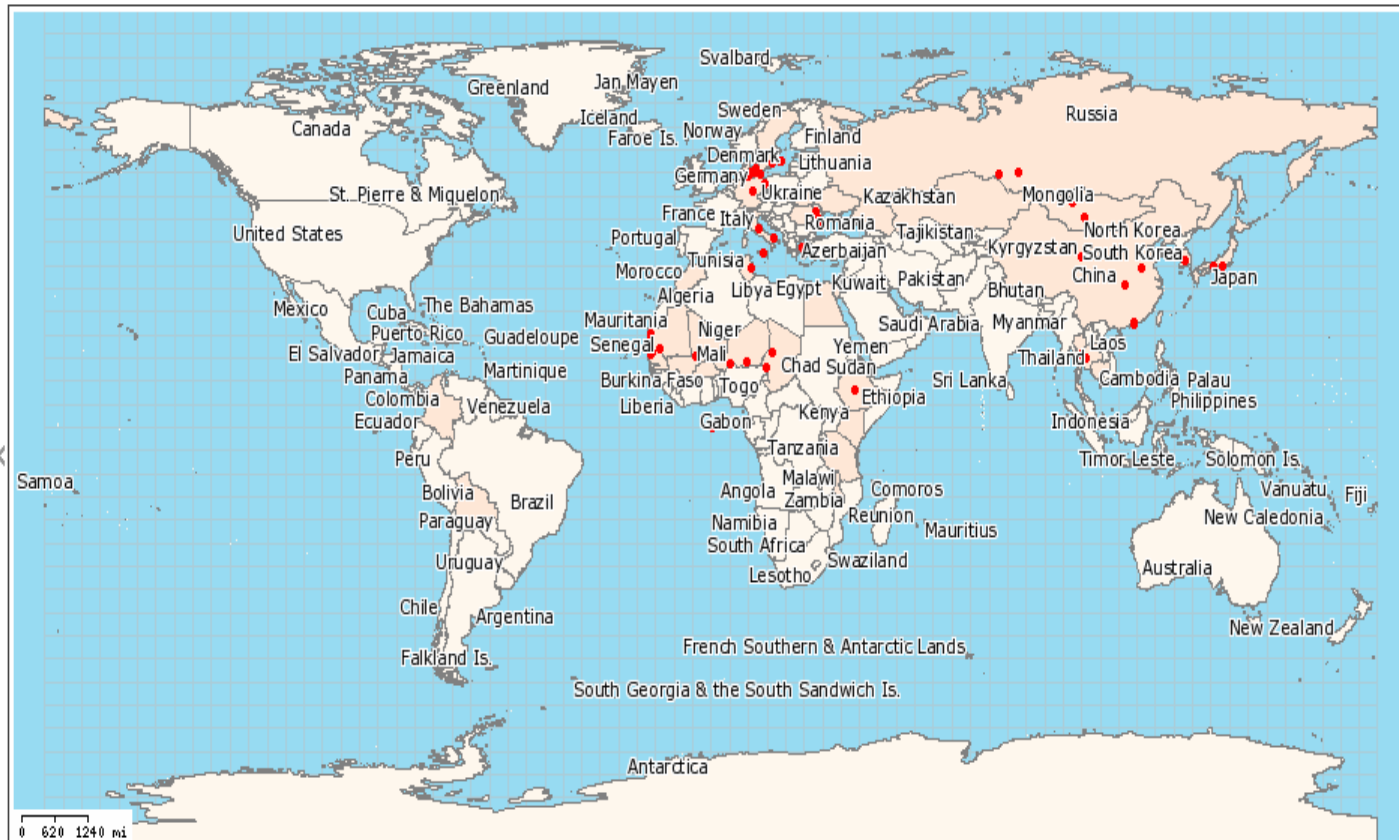 Svalbard
Greenland
Jan Mayen
Sweden
Russia
Iceland
Canada
Norway
Finland
Faroe Is.
Denmark
Lithuania
Germany
St. Pierre & Miquelon
Ukraine
Kazakhstan
Mongolia
France
Italy
Romania
United States
Portugal
Tajikistan
North Korea
Azerbaijan
Kyrgyzstan
South Korea
Tunisia
Morocco
China
Japan
Algeria
Libya
Egypt
Kuwait
Pakistan
Bhutan
Mexico
The Bahamas
Cuba
Mauritania
Niger
Saudi Arabia
Myanmar
Puerto Rico
Guadeloupe
Senegal
Mali
Yemen
Laos
El Salvador
Jamaica
Thailand
Chad
Sudan
Martinique
Panama
Burkina Faso
Togo
Sri Lanka
Cambodia
Palau
Colombia
Venezuela
Liberia
Ethiopia
Philippines
Ecuador
Gabon
Kenya
Indonesia
Peru
Tanzania
Timor Leste
Solomon Is.
Samoa
Malawi
Bolivia
Brazil
Angola
Zambia
Comoros
Vanuatu
Fiji
Paraguay
Namibia
Reunion
Mauritius
New Caledonia
South Africa
Uruguay
Lesotho
Swaziland
Australia
Chile
Argentina
New Zealand
French Southern & Antarctic Lands
Falkland Is.
South Georgia & the South Sandwich Is.
Antarctica
0 620 1240 mi